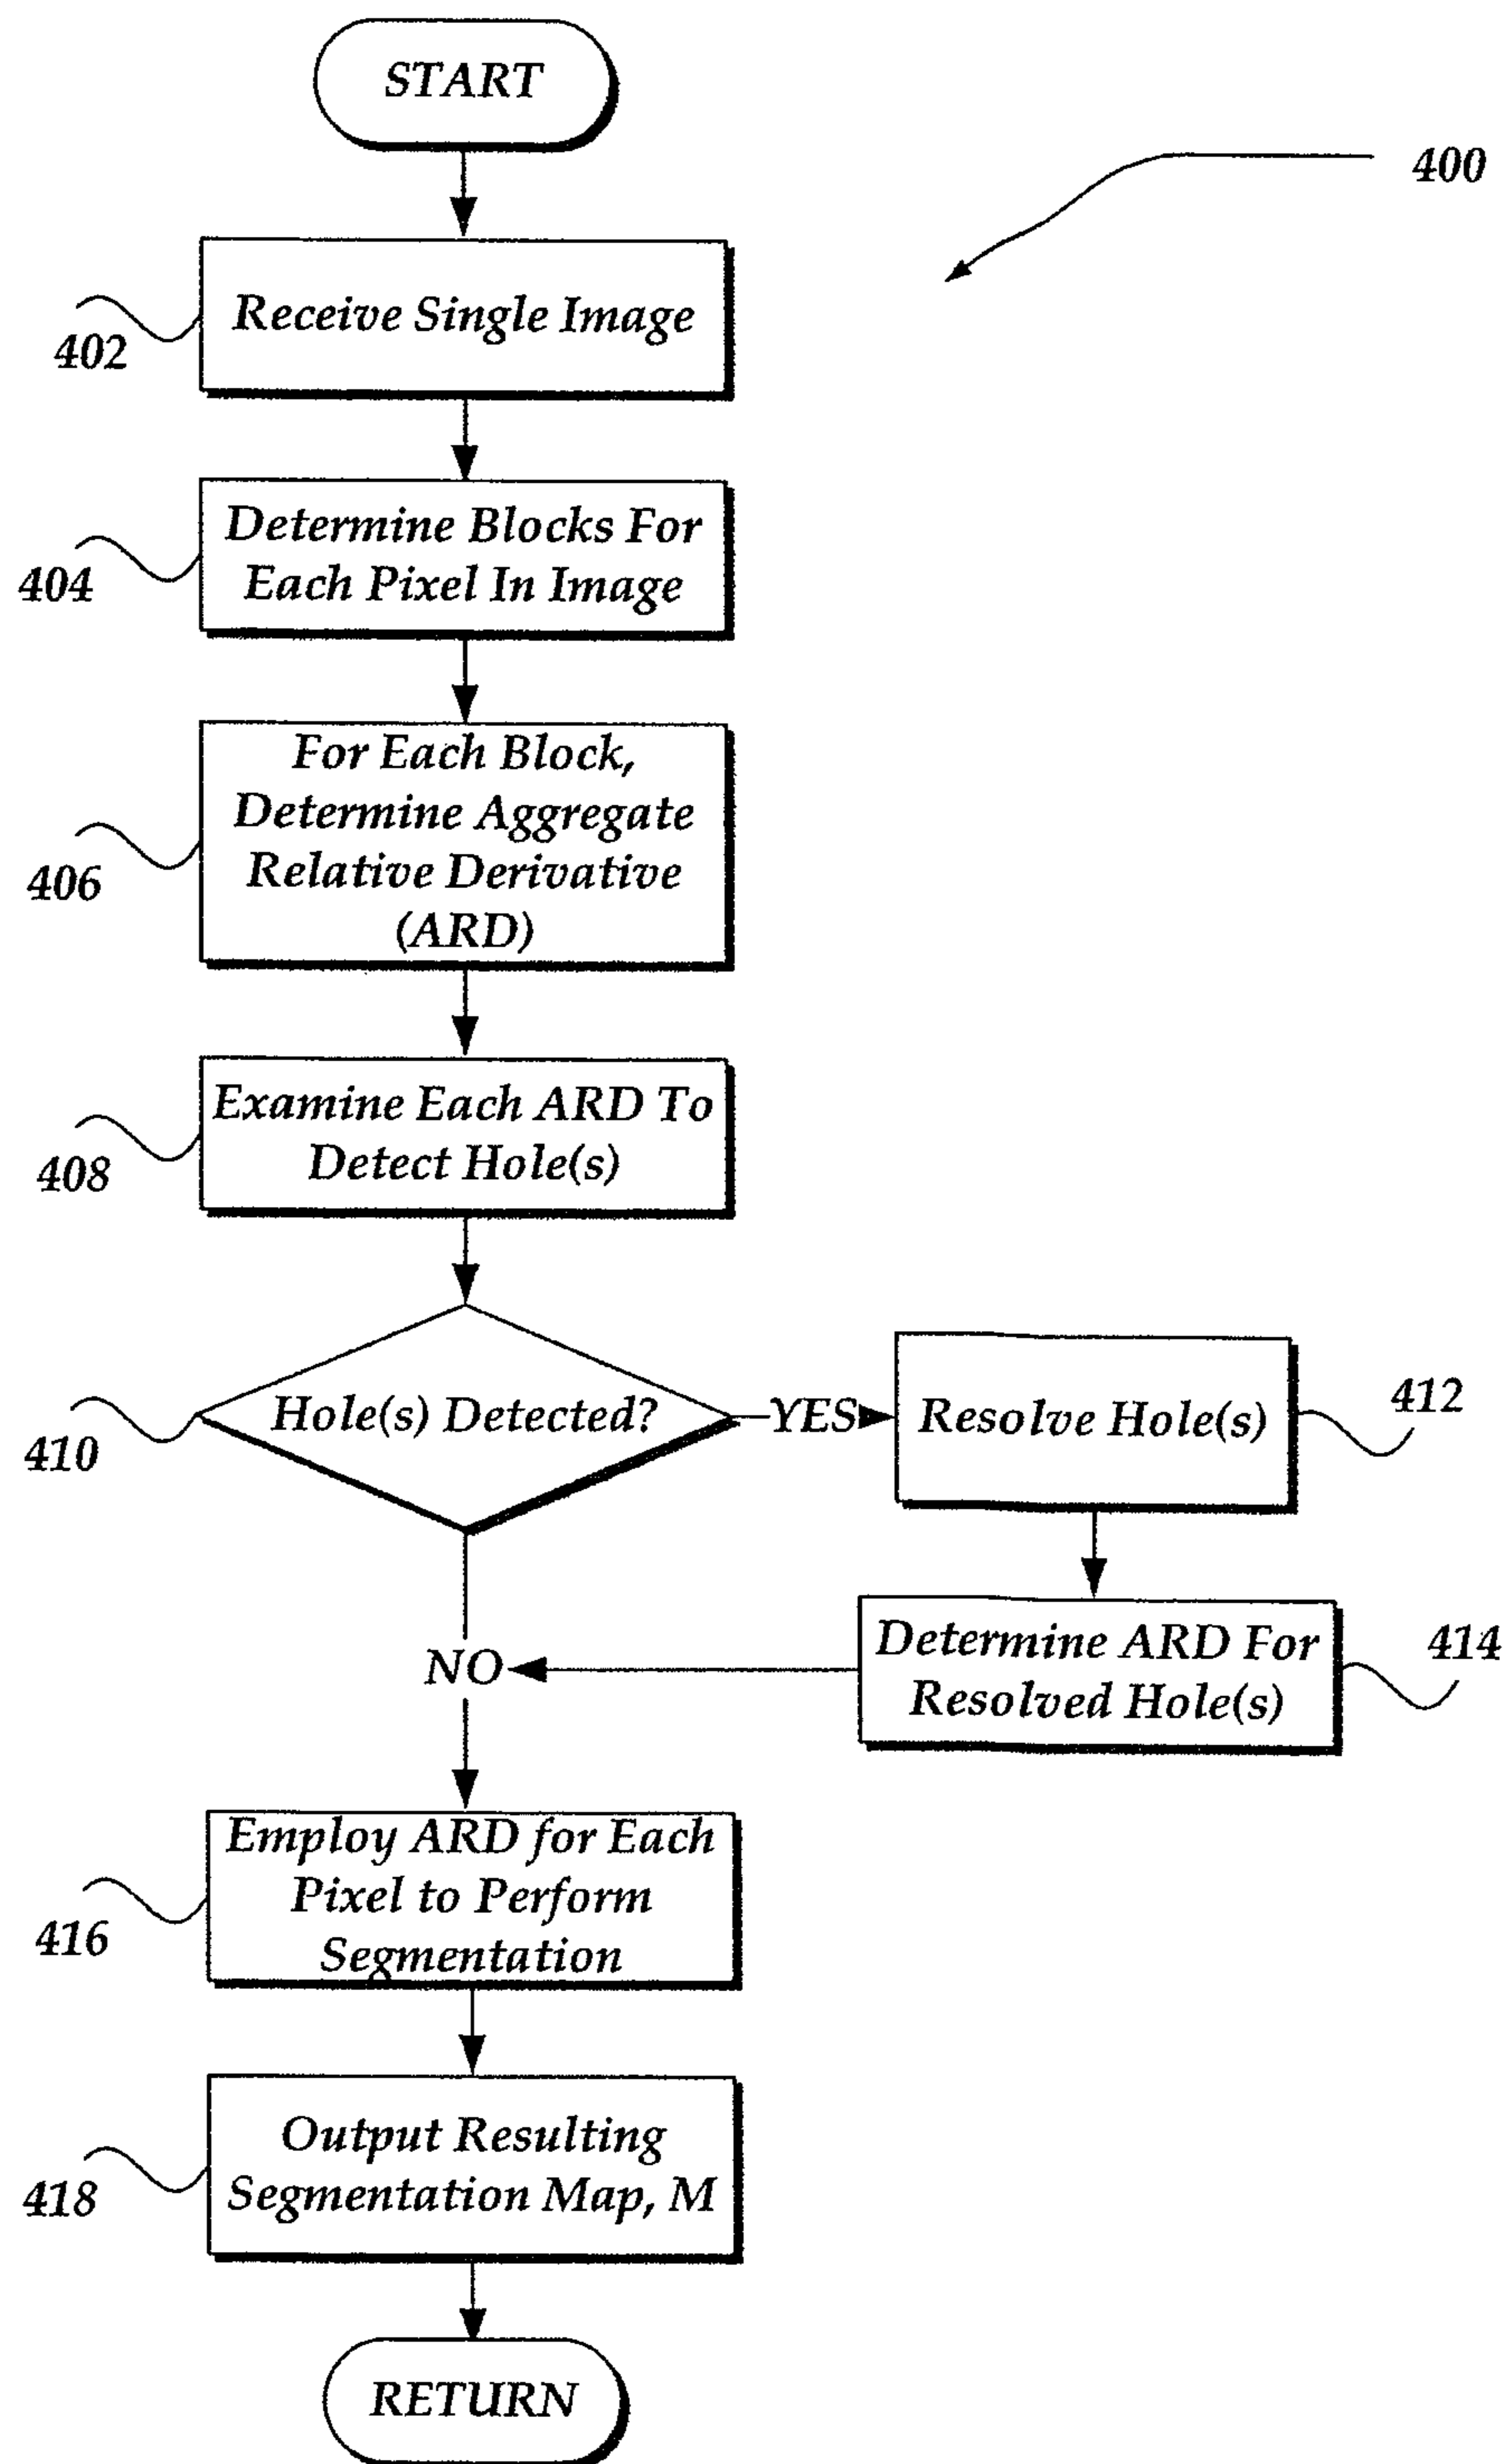 START
400
Receive Single Image
402
Determine Blocks For
Each Pixel In Image
404
For Each Block,
Determine Aggregate
Relative Derivative
(ARD)
406
Examine Each ARD To
Detect Hole(s)
408
Hole(s) Detected?
YES
Resolve Hole(s)
412
410
Determine ARD For
Resolved Hole(s)
414
NO
Employ ARD for Each
Pixel to Perform
Segmentation
416
Output Resulting
Segmentation Map, M
418
RETURN